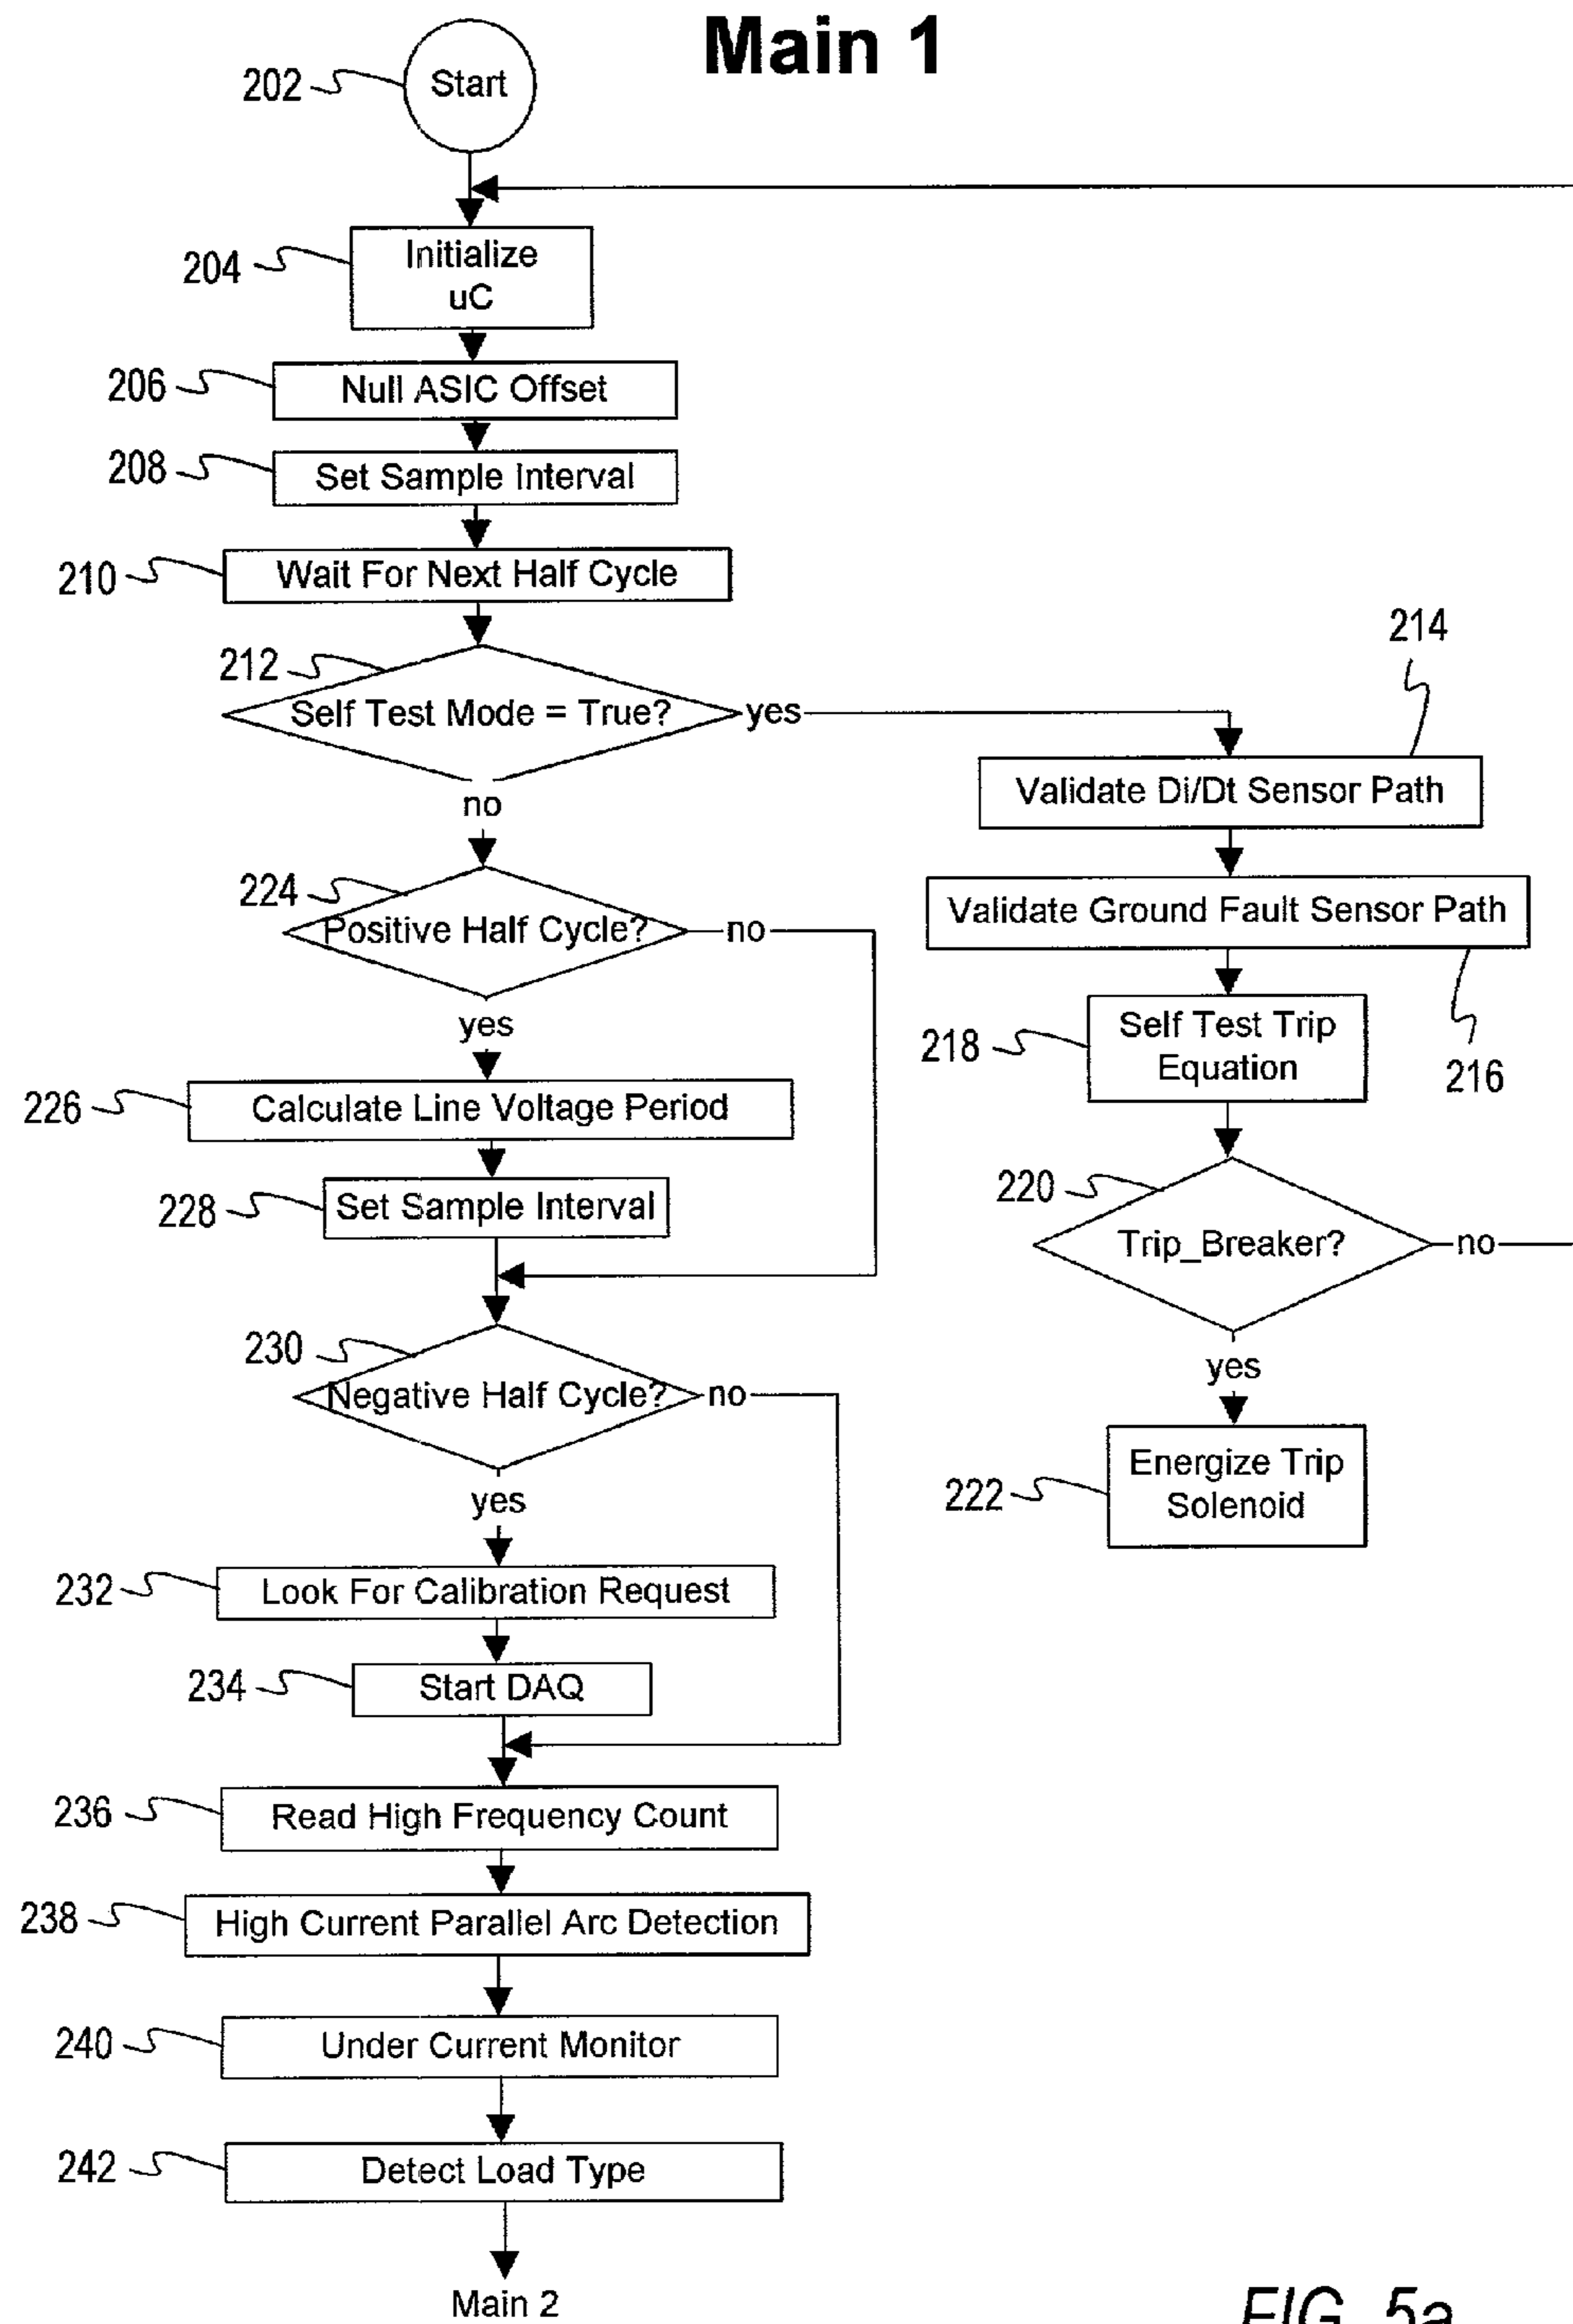 Main 1
202
Start
204
Initialize
uC
206
Null ASIC Offset
208
Set Sample Interval
210
Wait For Next Half Cycle
212
Self Test Mode = True?
yes
no
214
Validate Di/Dt Sensor Path
Validate Ground Fault Sensor Path
216
218
Self Test Trip
Equation
220
Trip_Breaker?
no
yes
222
Energize Trip
Solenoid
224
Positive Half Cycle?
no
yes
226
Calculate Line Voltage Period
228
Set Sample Interval
230
Negative Half Cycle?
no
yes
232
Look For Calibration Request
234
Start DAQ
236
Read High Frequency Count
238
High Current Parallel Arc Detection
240
Under Current Monitor
242
Detect Load Type
Main 2
FIG. 5a